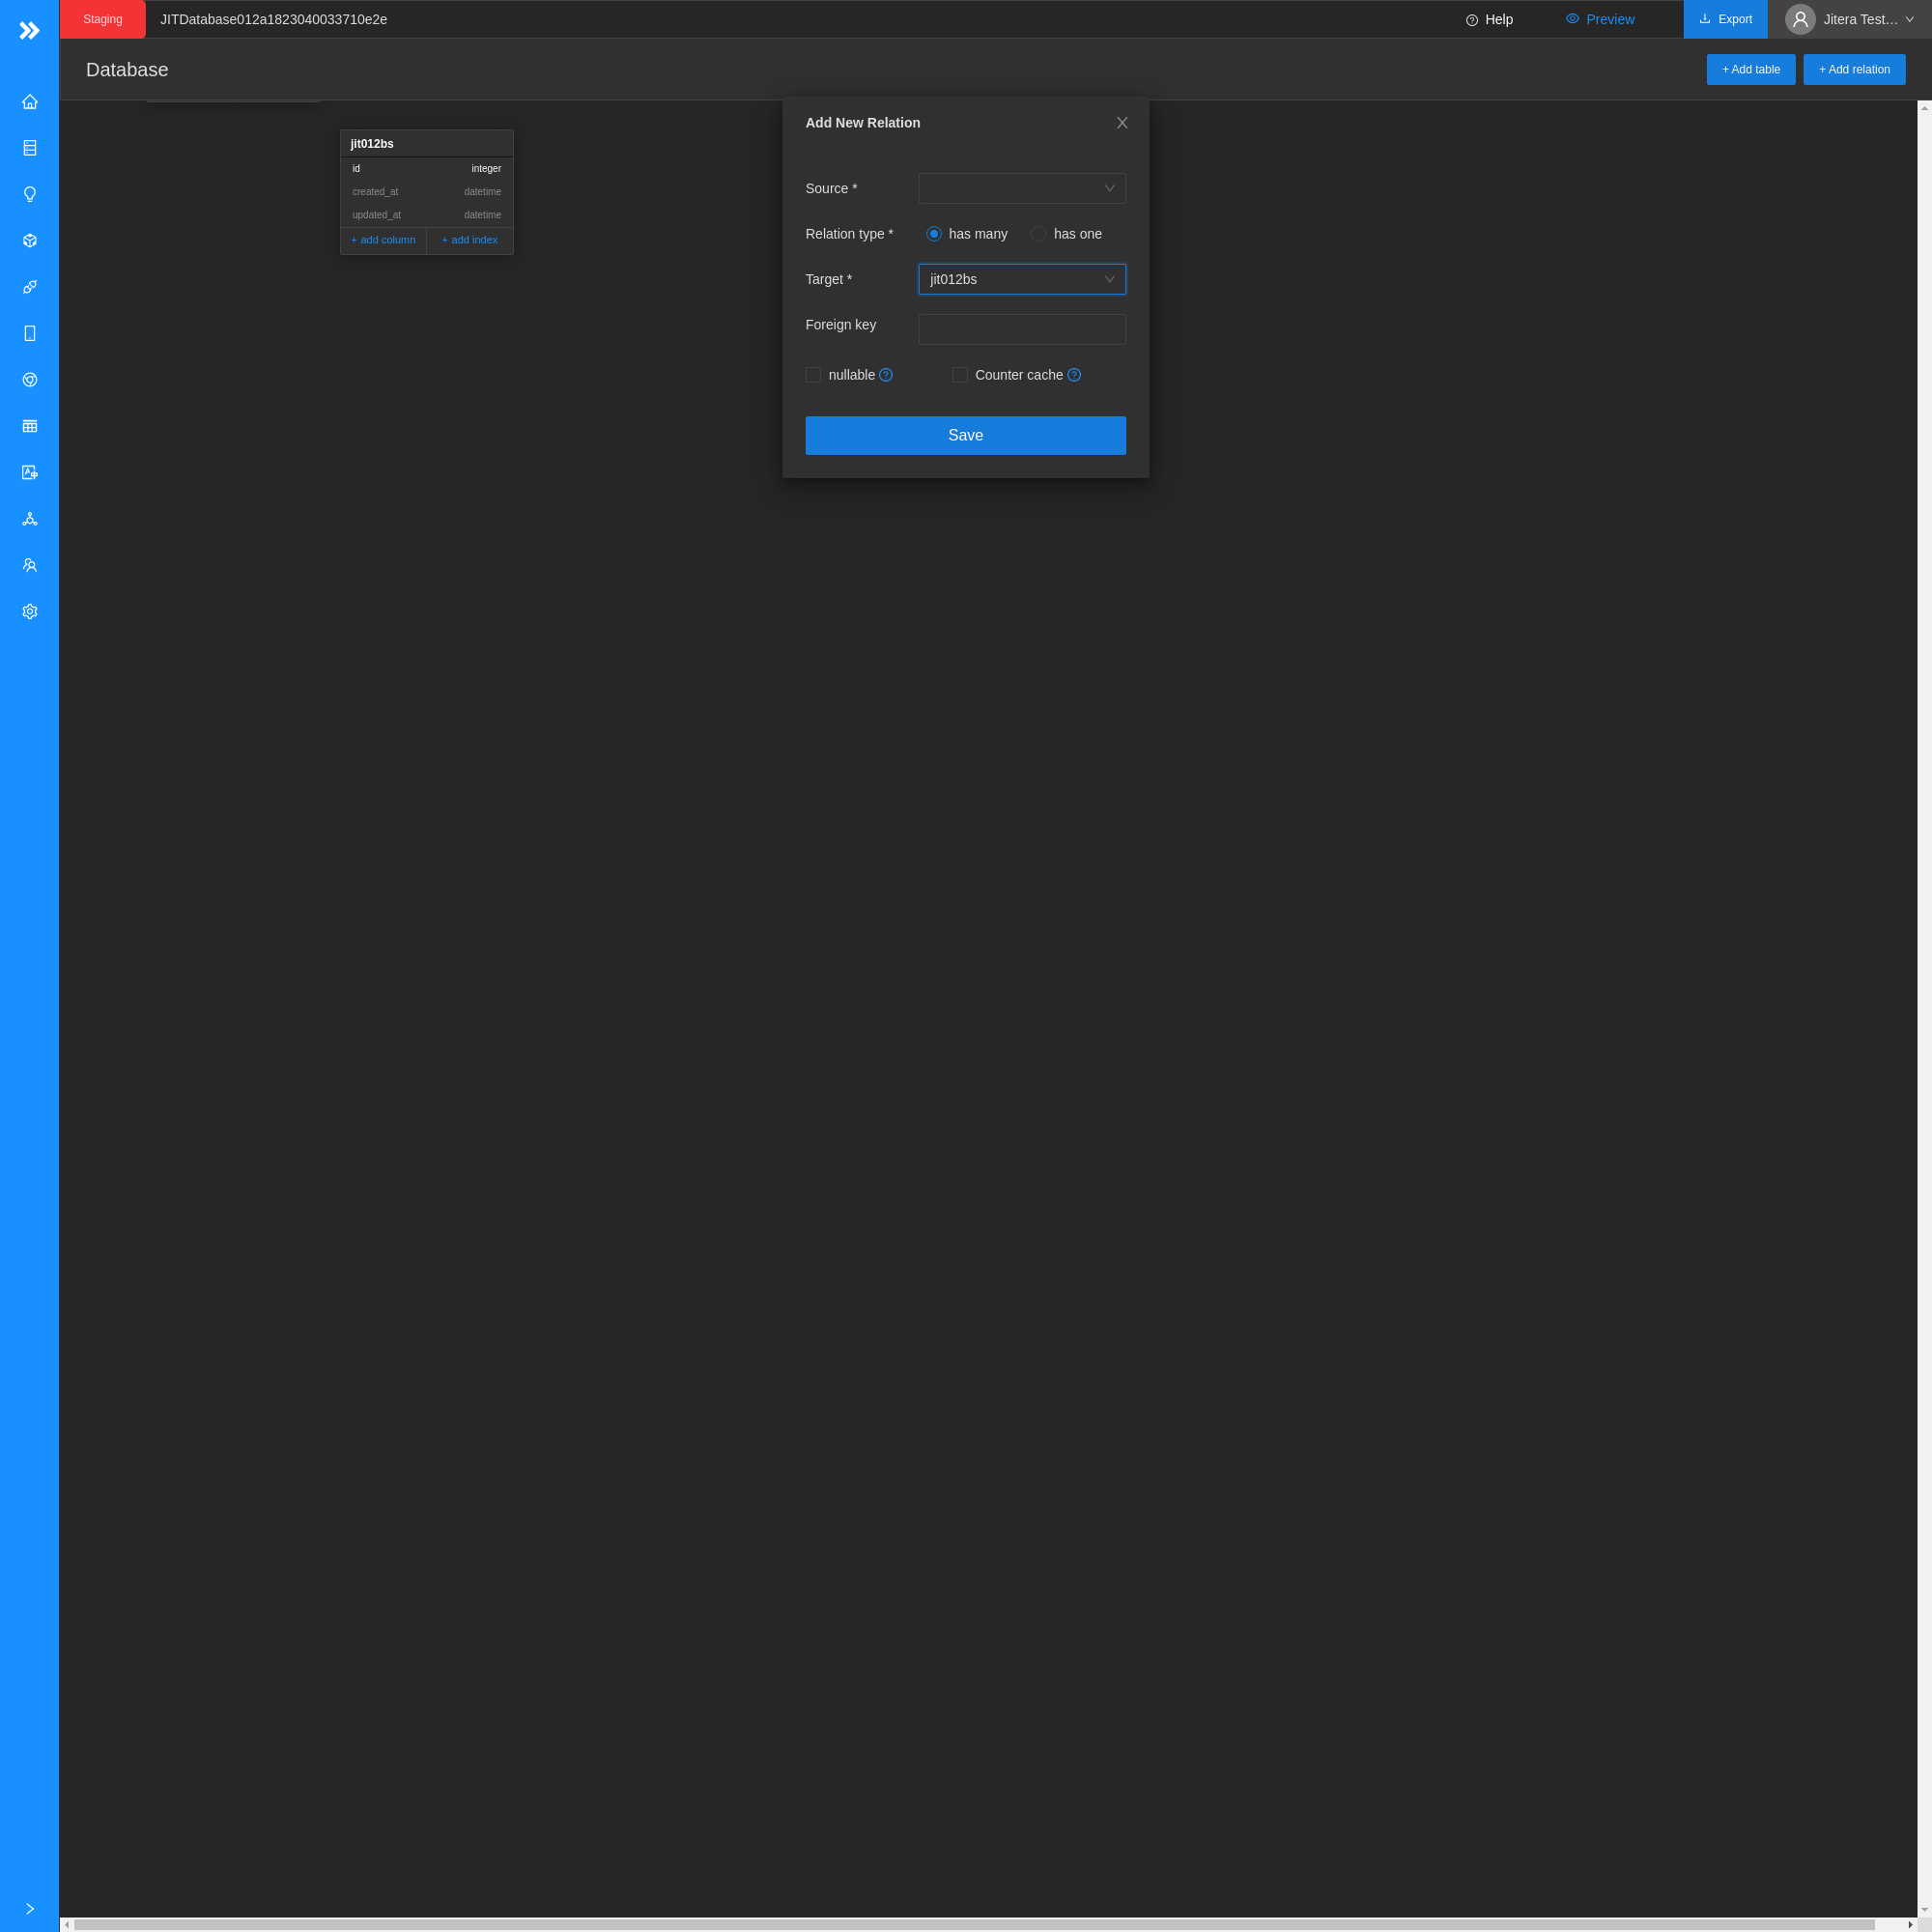 Staging
JITDatabase012a1823040033710e2e
Help
Preview
Export
Jitera Test…
Database
+ Add table
+ Add relation
jit012bs
id integer
created_at datetime
updated_at datetime
+ add column + add index
Add New Relation
Source *
Relation type * has many has one
Target * jit012bs
Foreign key
nullable Counter cache
Save